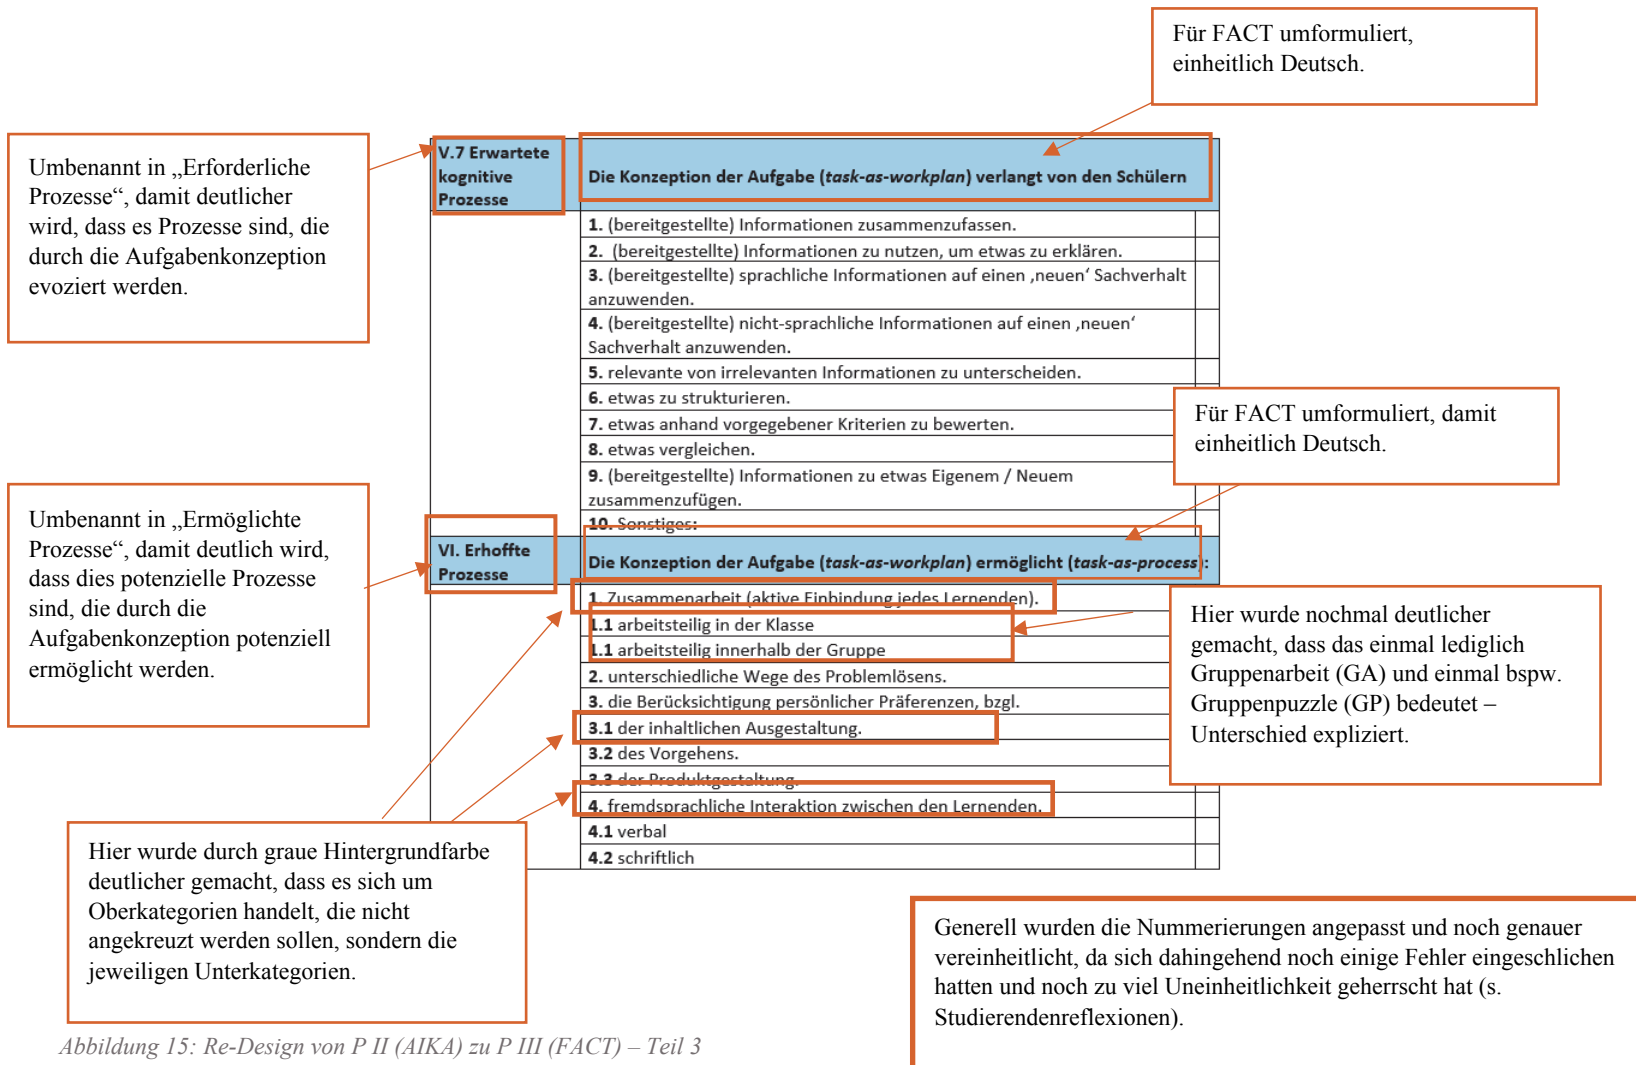 Für FACT umformuliert,
einheitlich Deutsch.
Umbenannt in „Erforderliche
Prozesse“, damit deutlicher
wird, dass es Prozesse sind, die
durch die Aufgabenkonzeption
evoziert werden.
V.7 Erwartete
kognitive
Prozesse
Die Konzeption der Aufgabe (task-as-workplan) verlangt von den Schülern
1. (bereitgestellte) Informationen zusammenzufassen.
2. (bereitgestellte) Informationen zu nutzen, um etwas zu erklären.
3. (bereitgestellte) sprachliche Informationen auf einen ‚neuen‘ Sachverhalt
anzuwenden.
4. (bereitgestellte) nicht-sprachliche Informationen auf einen ‚neuen‘
Sachverhalt anzuwenden.
5. relevante von irrelevanten Informationen zu unterscheiden.
6. etwas zu strukturieren.
7. etwas anhand vorgegebener Kriterien zu bewerten.
8. etwas vergleichen.
9. (bereitgestellte) Informationen zu etwas Eigenem / Neuem
zusammenzufügen.
10. Sonstiges:
Für FACT umformuliert, damit
einheitlich Deutsch.
Umbenannt in „Ermöglichte
Prozesse“, damit deutlich wird,
dass dies potenzielle Prozesse
sind, die durch die
Aufgabenkonzeption potenziell
ermöglicht werden.
VI. Erhoffte
Prozesse
Die Konzeption der Aufgabe (task-as-workplan) ermöglicht (task-as-process):
1. Zusammenarbeit (aktive Einbindung jedes Lernenden).
1.1 arbeitsteilig in der Klasse
1.1 arbeitsteilig innerhalb der Gruppe
2. unterschiedliche Wege des Problemlösens.
3. die Berücksichtigung persönlicher Präferenzen, bzgl.
3.1 der inhaltlichen Ausgestaltung.
3.2 des Vorgehens.
3.3 der Produktgestaltung.
4. fremdsprachliche Interaktion zwischen den Lernenden.
4.1 verbal
4.2 schriftlich
Hier wurde nochmal deutlicher
gemacht, dass das einmal lediglich
Gruppenarbeit (GA) und einmal bspw.
Gruppenpuzzle (GP) bedeutet –
Unterschied expliziert.
Hier wurde durch graue Hintergrundfarbe
deutlicher gemacht, dass es sich um
Oberkategorien handelt, die nicht
angekreuzt werden sollen, sondern die
jeweiligen Unterkategorien.
Generell wurden die Nummerierungen angepasst und noch genauer
vereinheitlicht, da sich dahingehend noch einige Fehler eingeschlichen
hatten und noch zu viel Uneinheitlichkeit geherrscht hat (s.
Studierendenreflexionen).
Abbildung 15: Re-Design von P II (AIKA) zu P III (FACT) – Teil 3